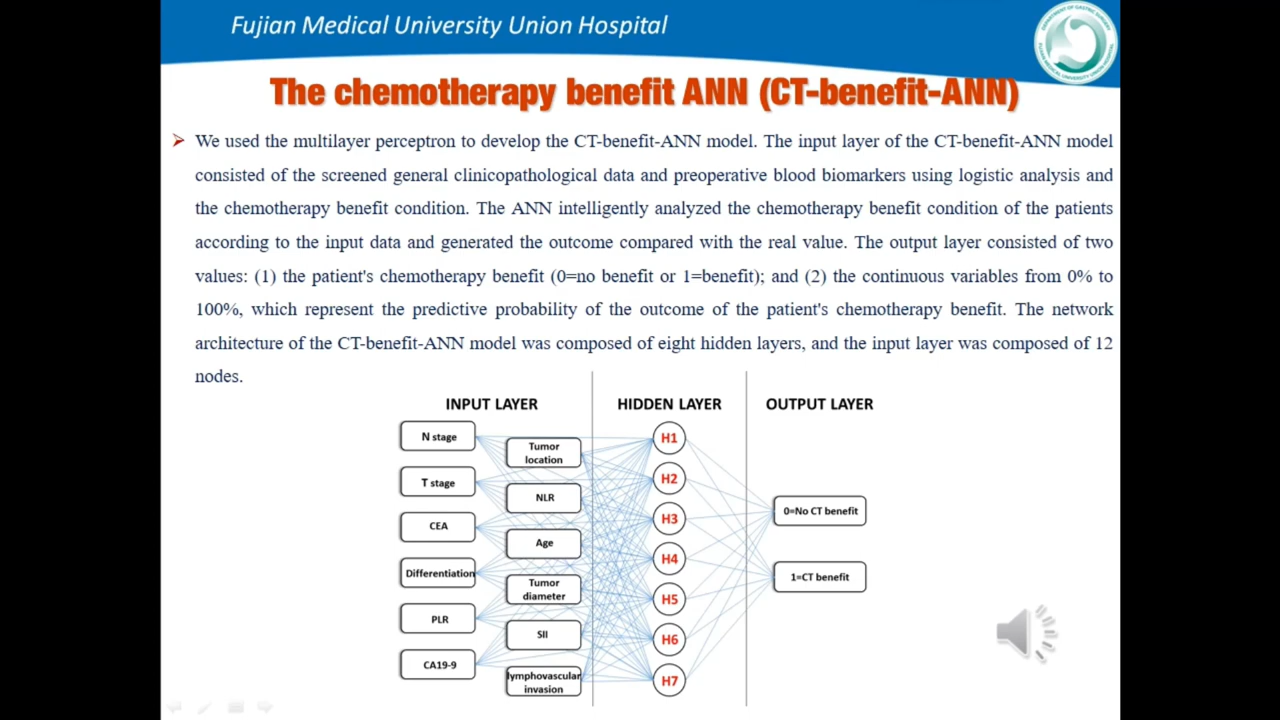 Fujian Medical University Union Hospital
The chemotherapy benefit ANN (CT-benefit-ANN)
We used the multilayer perceptron to develop the CT-benefit-ANN model. The input layer of the CT-benefit-ANN model
consisted of the screened general clinicopathological data and preoperative blood biomarkers using logistic analysis and
the chemotherapy benefit condition. The ANN intelligently analyzed the chemotherapy benefit condition of the patients
according to the input data and generated the outcome compared with the real value. The output layer consisted of two
values: (1) the patient's chemotherapy benefit (0=no benefit or 1=benefit); and (2) the continuous variables from 0% to
100%, which represent the predictive probability of the outcome of the patient's chemotherapy benefit. The network
architecture of the CT-benefit-ANN model was composed of eight hidden layers, and the input layer was composed of 12
nodes.
INPUT LAYER
N stage
T stage
CEA
Differentiation
PLR
CA19-9
Tumor
location
NLR
Age
Tumor
diameter
SII
lymphovascular
invasion
HIDDEN LAYER
H1
H2
H3
H4
H5
H6
H7
OUTPUT LAYER
0=No CT benefit
1=CT benefit